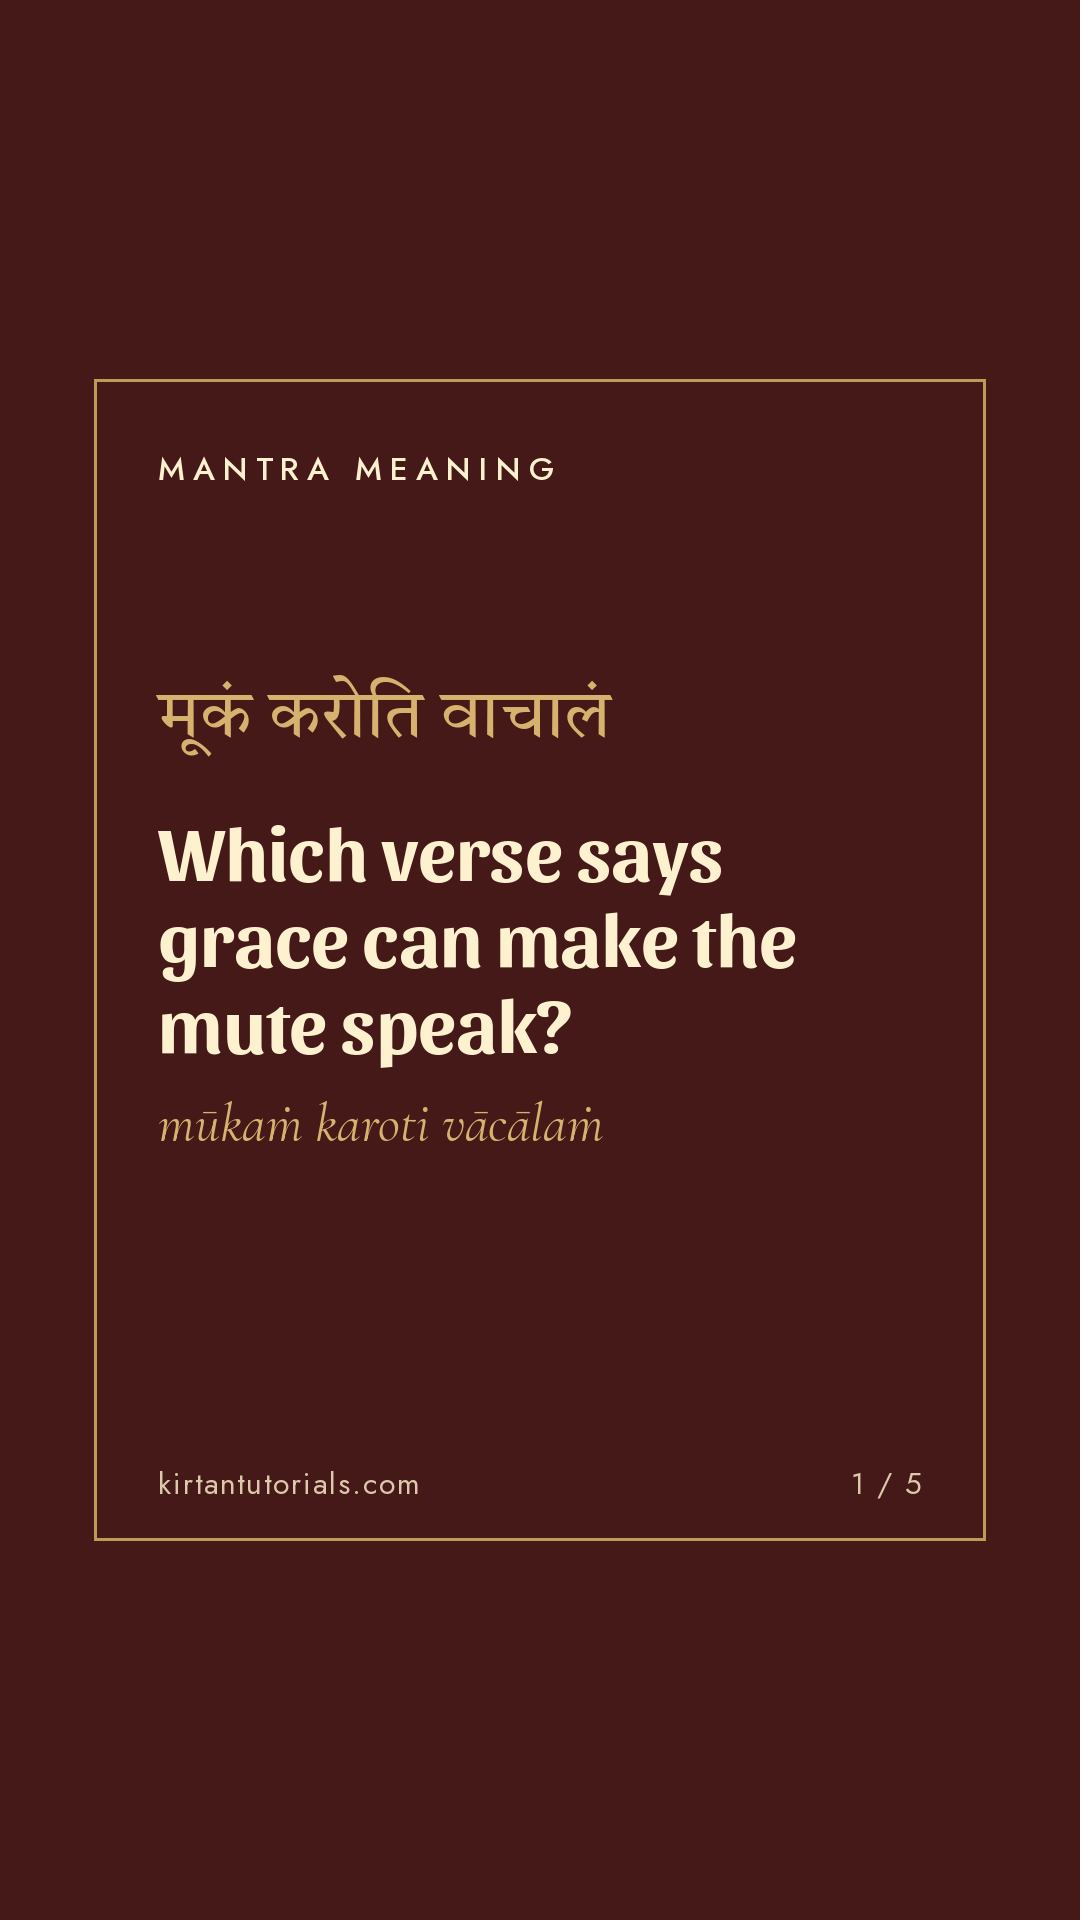 MANTRA MEANING
मूकं करोति वाचालं
Which verse says
grace can make the
mute speak?
mūkaṁ karoti vācālaṁ
kirtantutorials.com
1 / 5